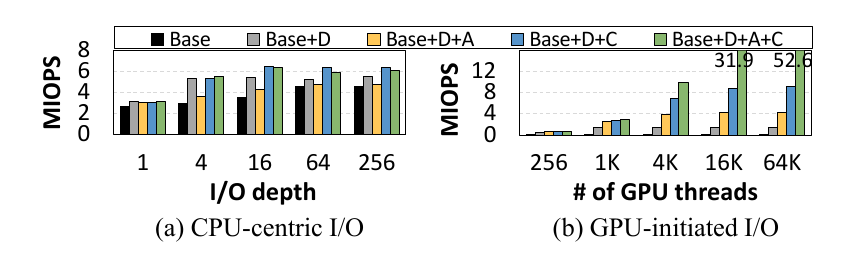 Base Base+D Base+D+A Base+D+C Base+D+A+C
MIOPS
8
6
4
2
0
1 4 16 64 256
I/O depth
(a) CPU-centric I/O
MIOPS
12
8
4
0
31.9 52.6
256 1K 4K 16K 64K
# of GPU threads
(b) GPU-initiated I/O